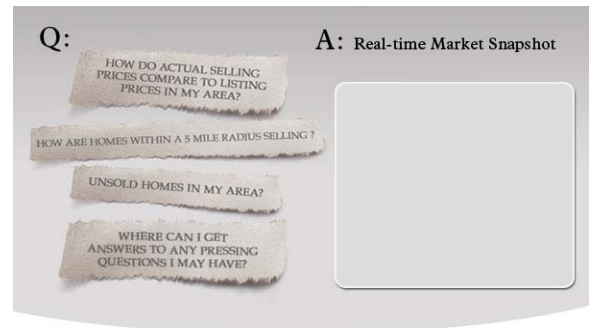 Q:
HOW DO ACTUAL SELLING
PRICES COMPARE TO LISTING
PRICES IN MY AREA?
HOW ARE HOMES WITHIN A 5 MILE RADIUS SELLING ?
UNSOLD HOMES IN MY AREA?
WHERE CAN I GET
ANSWERS TO ANY PRESSING
QUESTIONS I MAY HAVE?
A: Real-time Market Snapshot